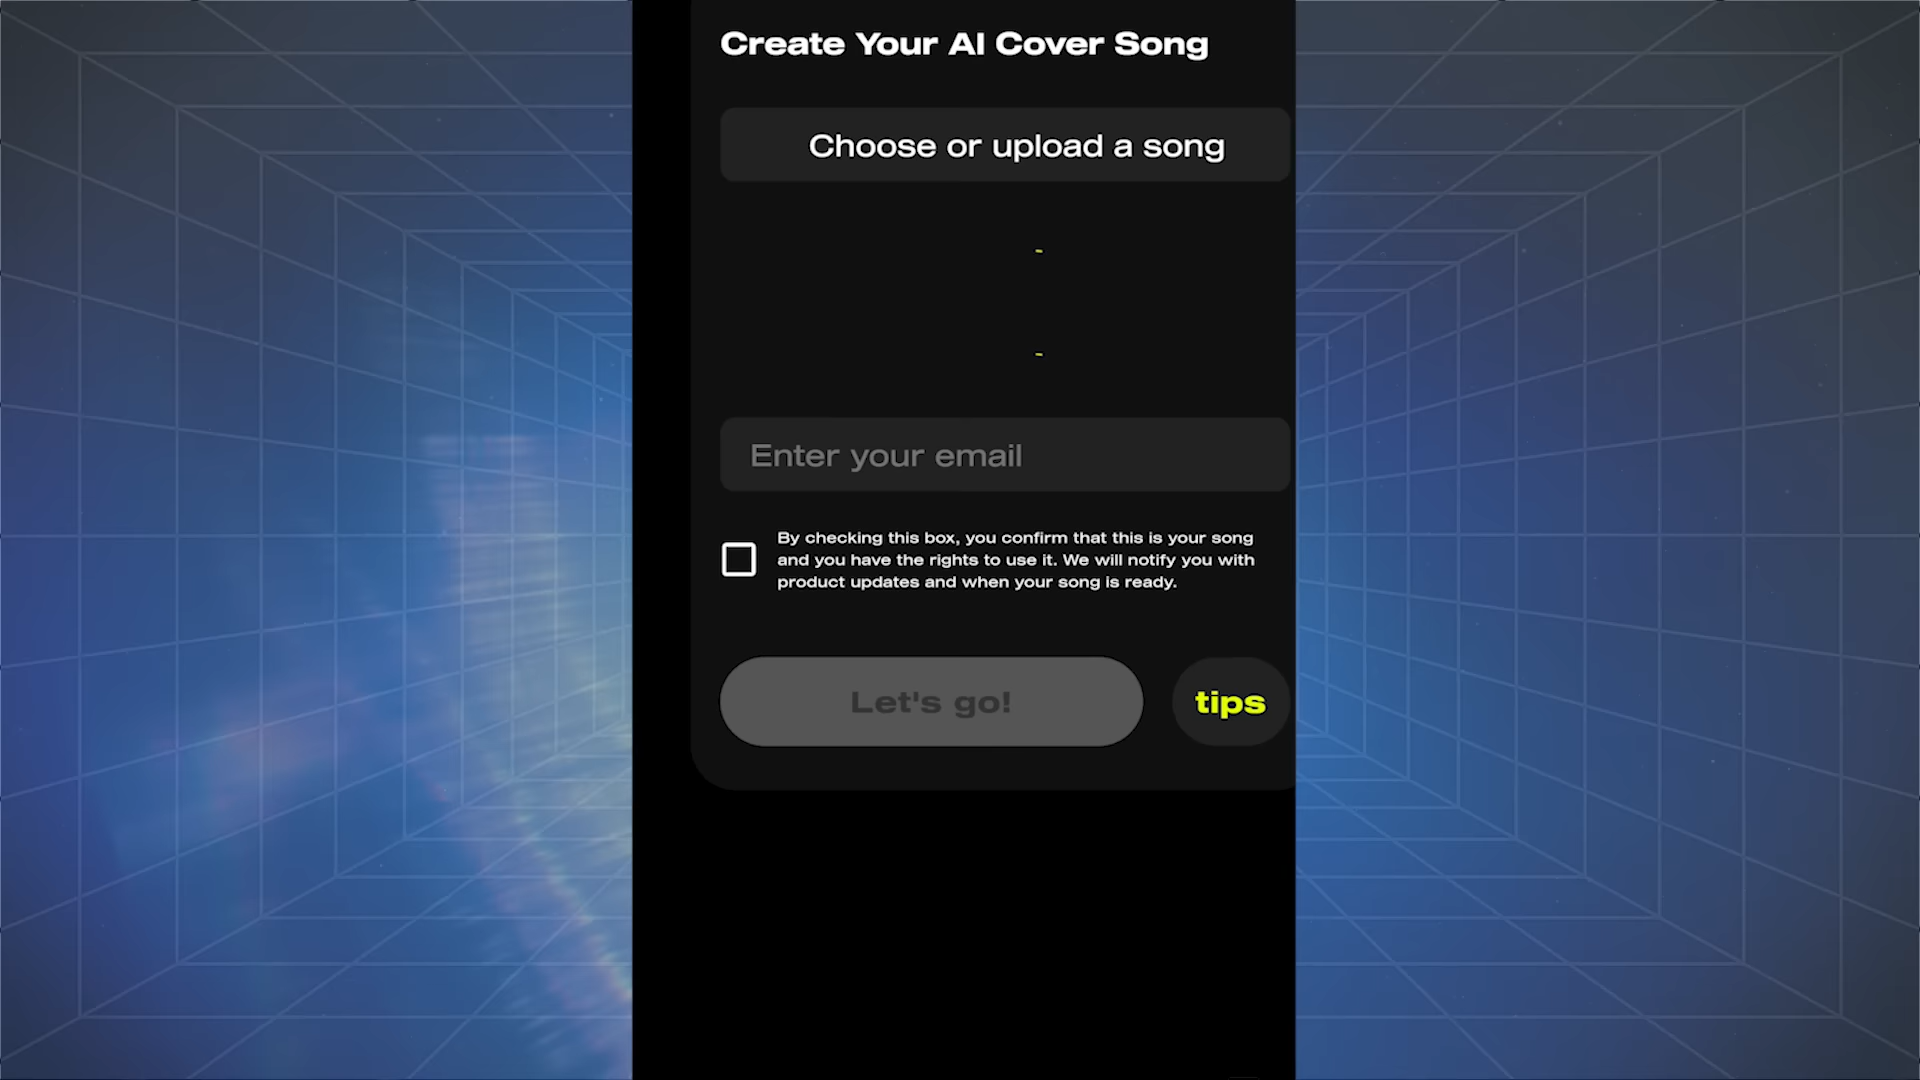 Create Your AI Cover Song
Choose or upload a song
-
-
Enter your email
By checking this box, you confirm that this is your song
and you have the rights to use it. We will notify you with
product updates and when your song is ready.
Let's go!
tips